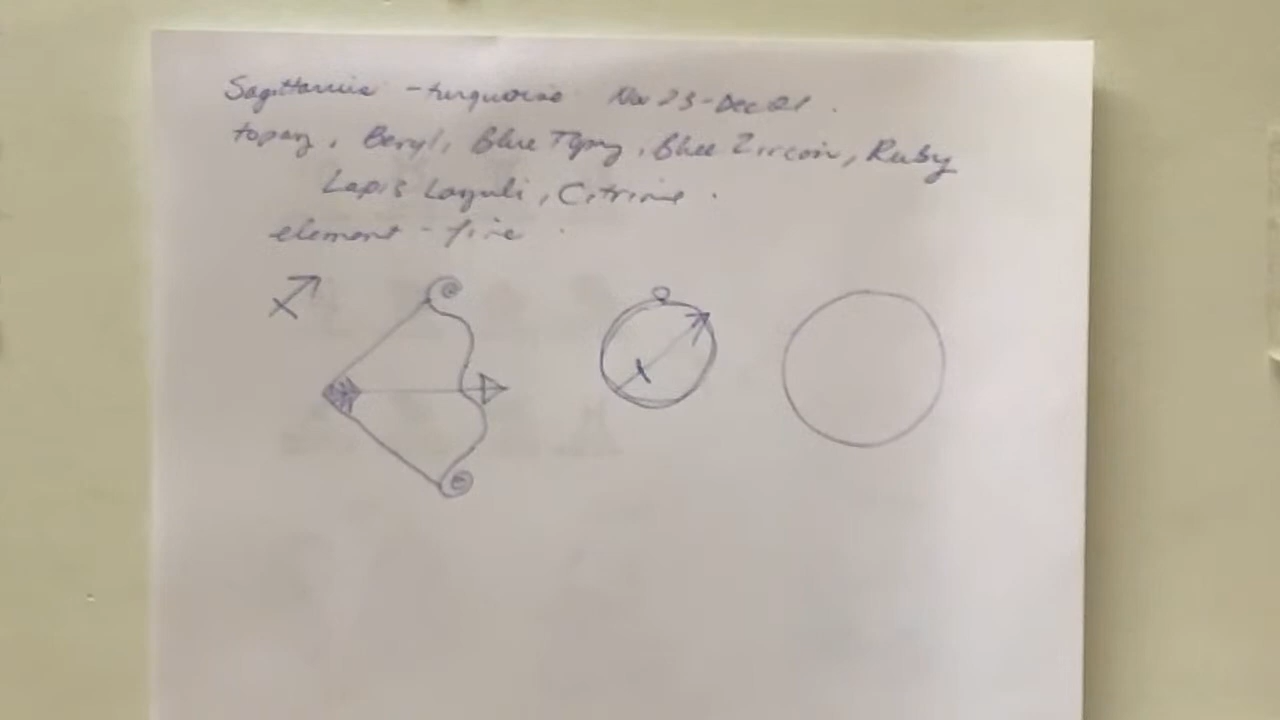 Sagittarius - turquoise Nov 23 - Dec 21.
topaz, Beryl, Blue Topaz, Blue Zircon, Ruby
Lapis Lazuli, Citrine.
element - fire